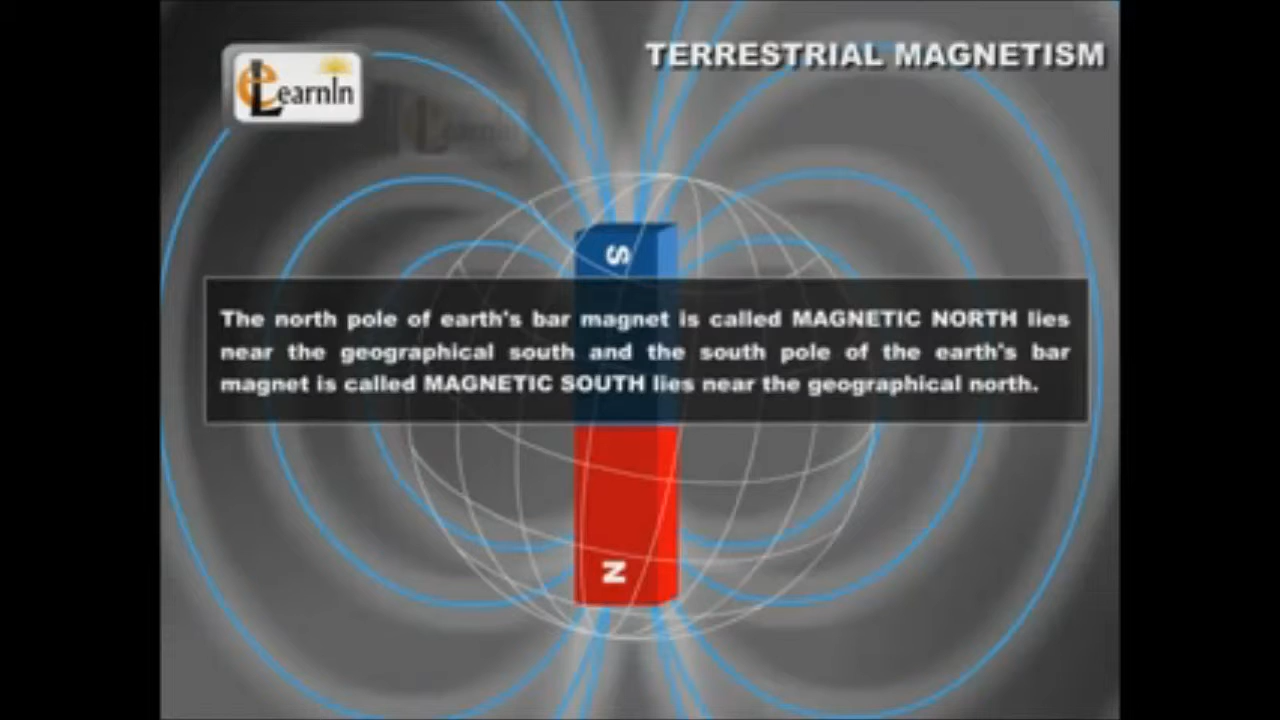 eLearnIn
TERRESTRIAL MAGNETISM
S
The north pole of earth's bar magnet is called MAGNETIC NORTH lies
near the geographical south and the south pole of the earth's bar
magnet is called MAGNETIC SOUTH lies near the geographical north.
N